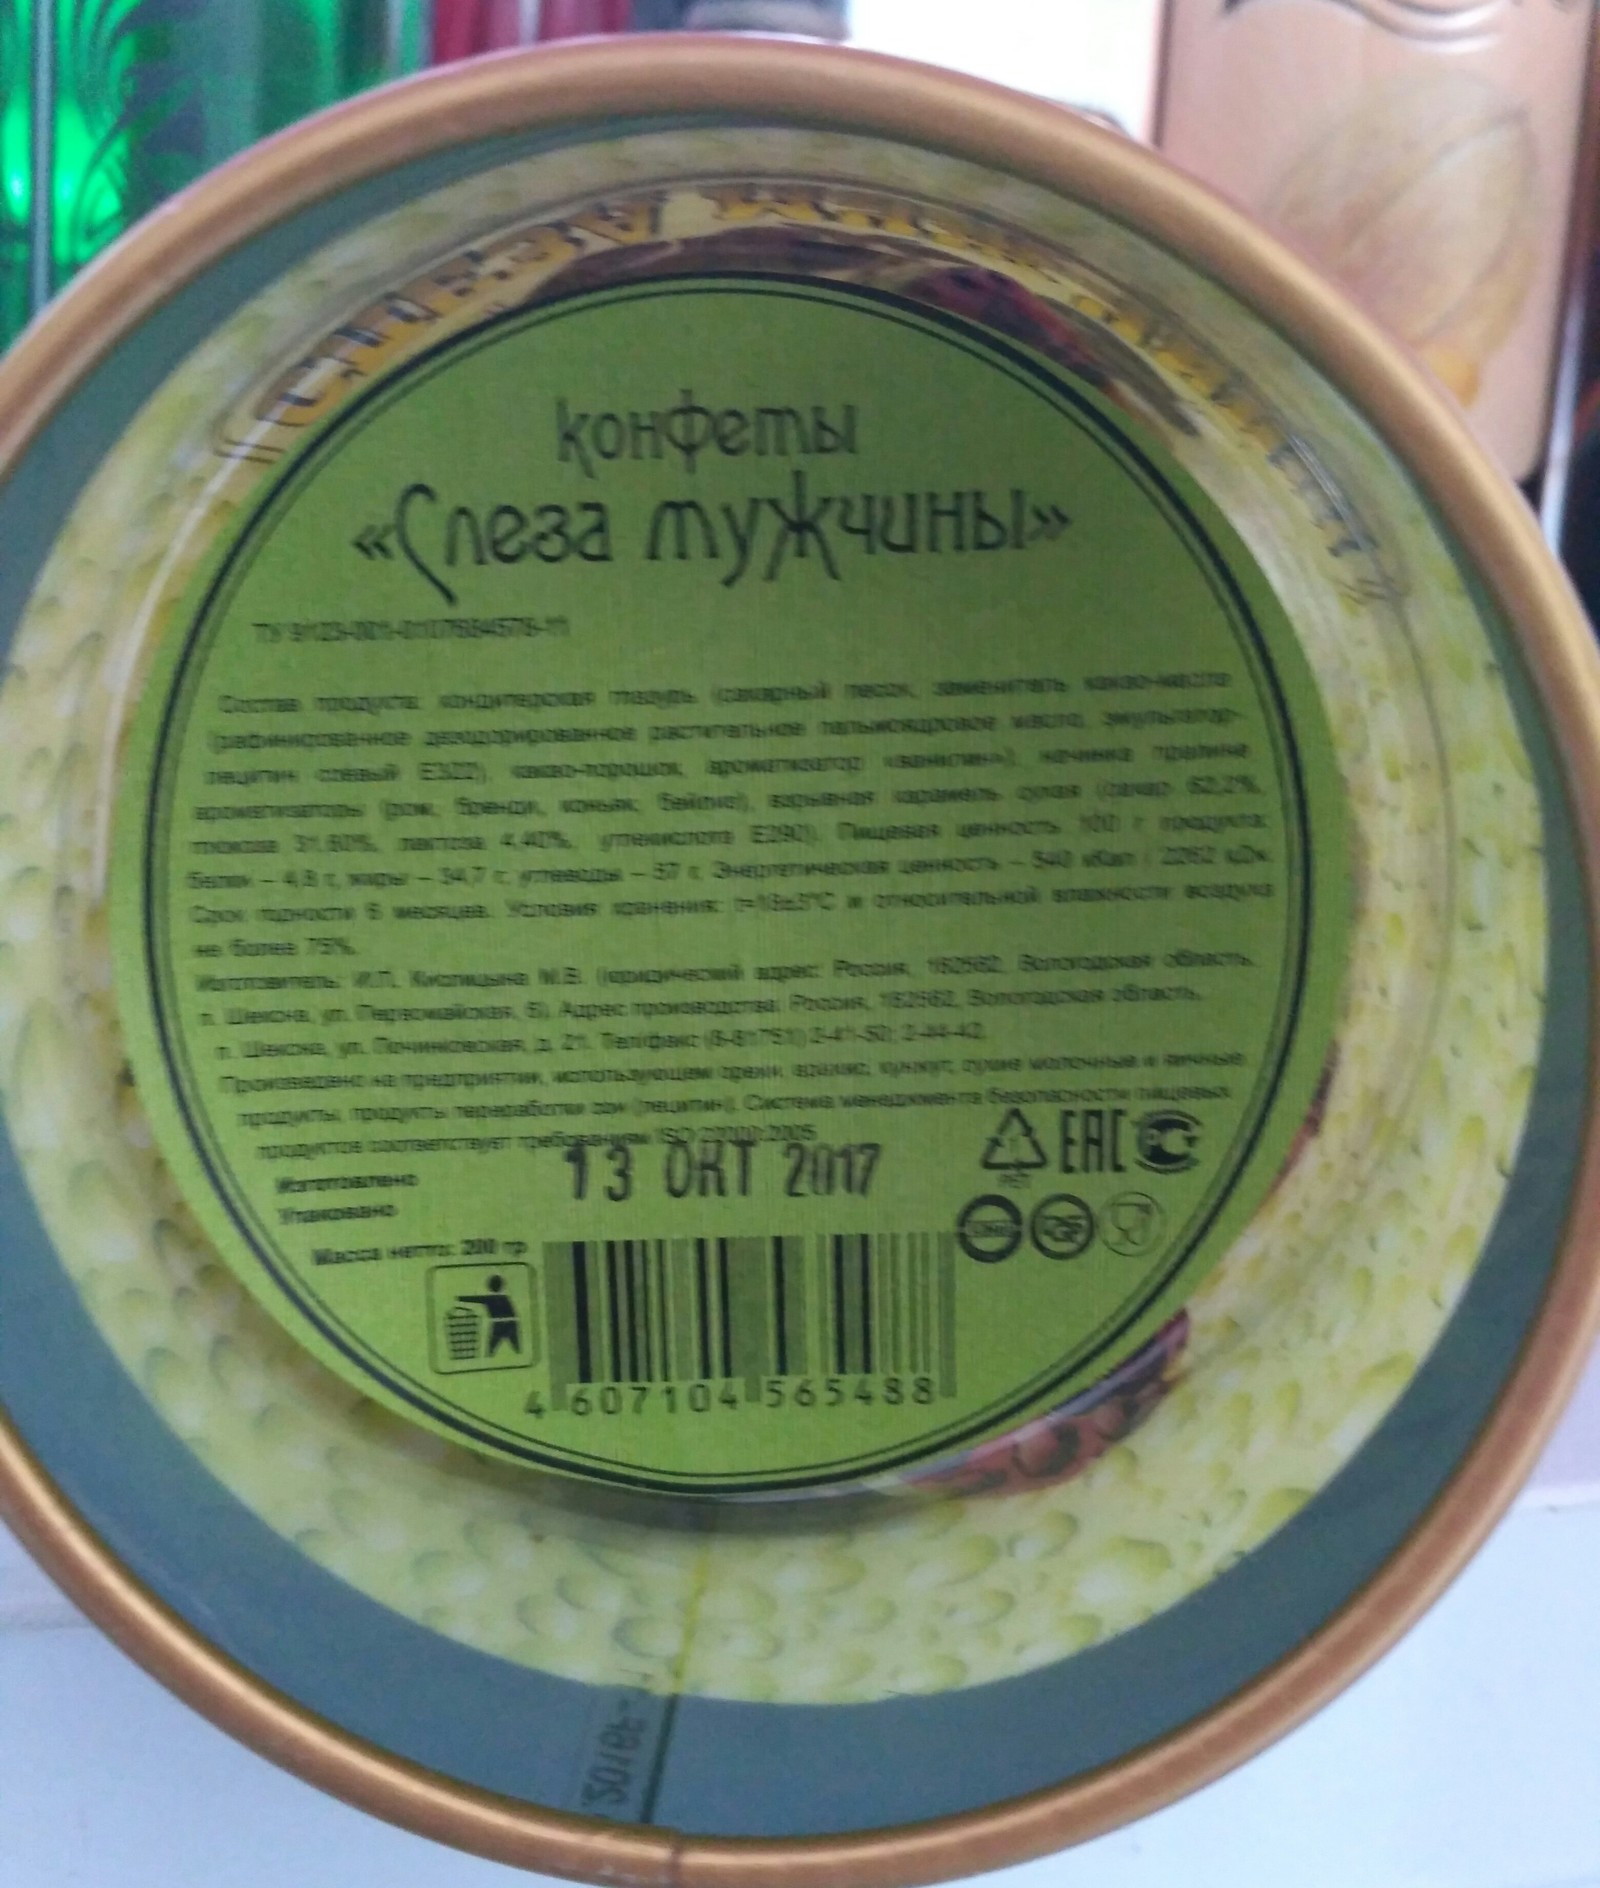 СЛЕЗА МУЖЧИНЫ
конфеты
«Слеза мужчины»
ТУ 9123-001-0107684576-11
Состав продукта: кондитерская глазурь (сахарный песок, заменитель какао-масла
(рафинированное дезодорированное растительное пальмоядровое масло, эмульгатор-
лецитин соевый Е322), какао-порошок, ароматизатор «ванилин»), начинка пралине
ароматизаторы (ром, бренди, коньяк, бейлис), взрывная карамель сухая (сахар 62,2%,
глюкоза 31,60%, лактоза 4,40%, углекислота Е290). Пищевая ценность 100 г продукта:
белки – 4,8 г, жиры – 34,7 г, углеводы – 57 г, Энергетическая ценность – 540 кКал / 2262 кДж.
Срок годности 6 месяцев. Условия хранения: t=18±3°С и относительной влажности воздуха
не более 75%.
Изготовитель: И.П. Кислицына М.В. (юридический адрес: Россия, 162562, Вологодская область,
п. Шексна, ул. Первомайская, 6). Адрес производства: Россия, 162562, Вологодская область,
п. Шексна, ул. Починковская, д. 21. Тел/факс (8-81751) 2-41-50; 2-44-42.
Произведено на предприятии, использующем орехи, арахис, кунжут, сухие молочные и яичные
продукты, продукты переработки сои (лецитин). Система менеджмента безопасности пищевых
продуктов соответствует требованиям ISO 22000:2005
Изготовлено
Упаковано
13 ОКТ 2017
Масса нетто: 200 гр
PET
ЕАС
РСТ
4 607104 565488